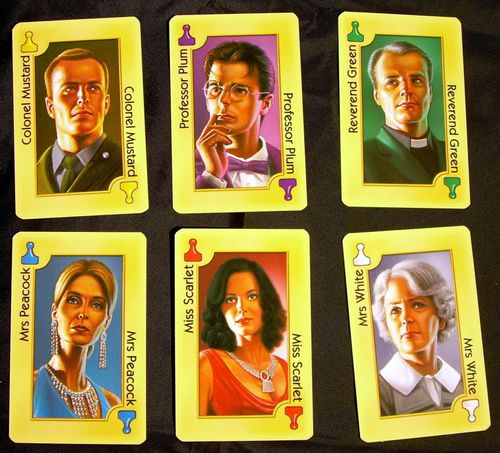 Colonel Mustard
Colonel Mustard
Professor Plum
Professor Plum
Reverend Green
Reverend Green
Mrs Peacock
Mrs Peacock
Miss Scarlet
Miss Scarlet
Mrs White
Mrs White